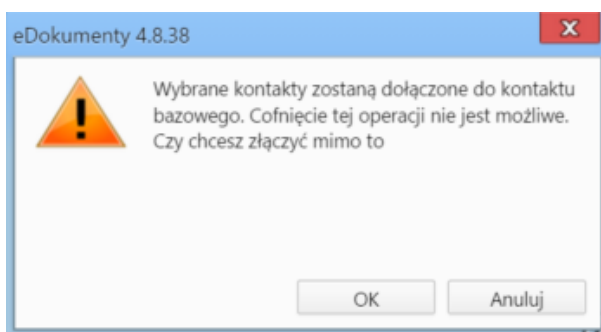 eDokumenty 4.8.38
Wybrane kontakty zostaną dołączone do kontaktu
bazowego. Cofnięcie tej operacji nie jest możliwe.
Czy chcesz złączyć mimo to
OK
Anuluj